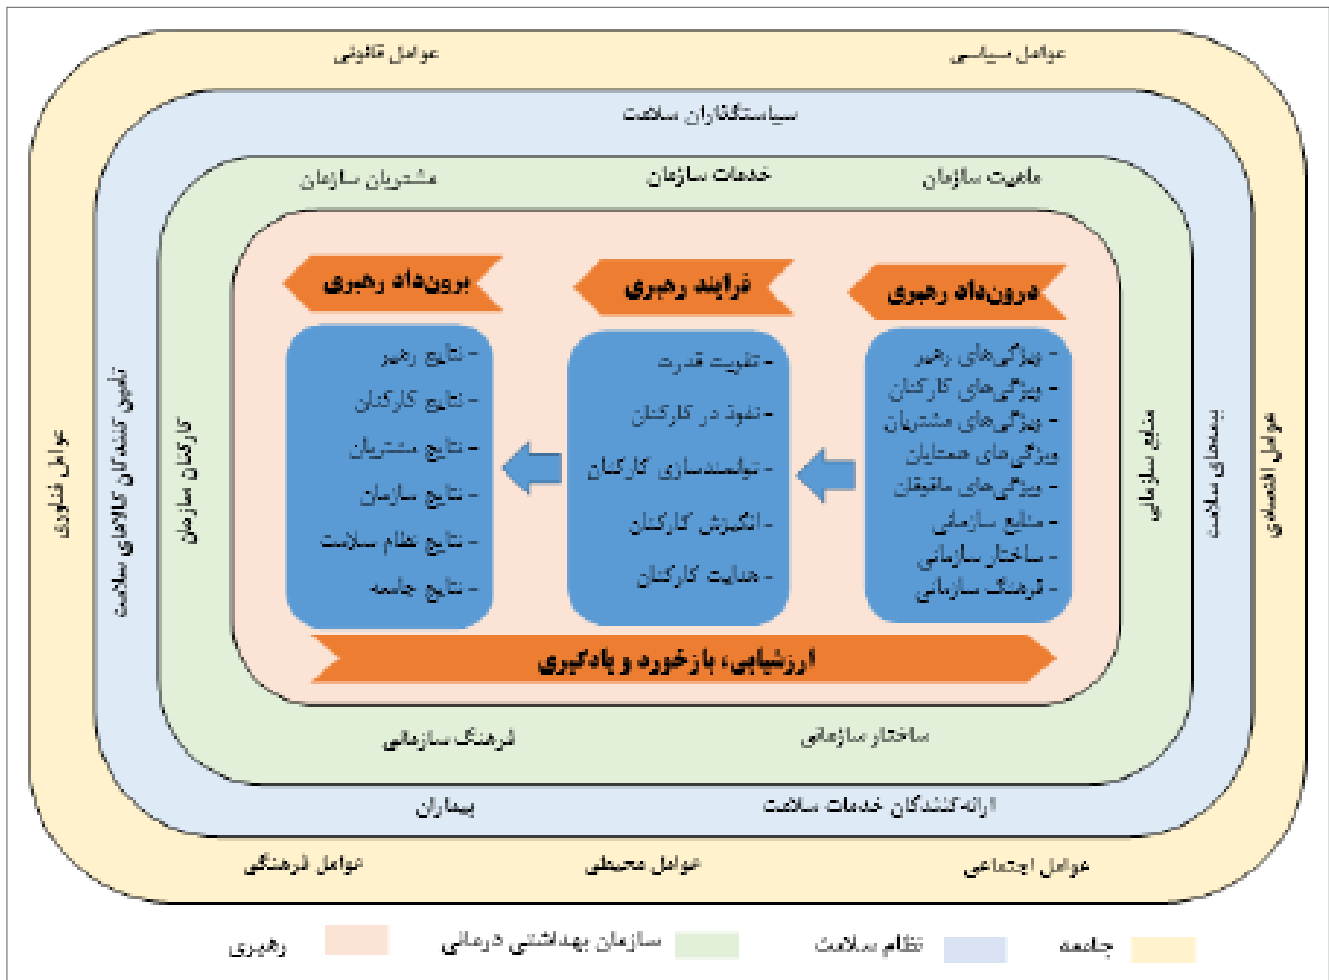 عوامل سیاسی
عوامل قانونی
سیاستگذاران سلامت
ماهیت سازمان
خدمات سازمان
مشتریان سازمان
درون‌داد رهبری
فرایند رهبری
برون‌داد رهبری
- ویژگی‌های رهبر
- ویژگی‌های کارکنان
- ویژگی‌های مشتریان
ویژگی‌های همتایان
- ویژگی‌های مافوقان
- منابع سازمانی
- ساختار سازمانی
- فرهنگ سازمانی
- تقویت قدرت
- نفوذ در کارکنان
- توانمندسازی کارکنان
- انگیزش کارکنان
- هدایت کارکنان
- نتایج رهبر
- نتایج کارکنان
- نتایج مشتریان
- نتایج سازمان
- نتایج نظام سلامت
- نتایج جامعه
ارزشیابی، بازخورد و یادگیری
منابع سازمانی
بیمه‌های سلامت
عوامل اقتصادی
کارکنان سازمان
تامین کنندگان کالاهای سلامت
عوامل فناوری
ساختار سازمانی
فرهنگ سازمانی
ارائه‌کنندگان خدمات سلامت
بیماران
عوامل اجتماعی
عوامل محیطی
عوامل فرهنگی
جامعه
نظام سلامت
سازمان بهداشتی درمانی
رهبری